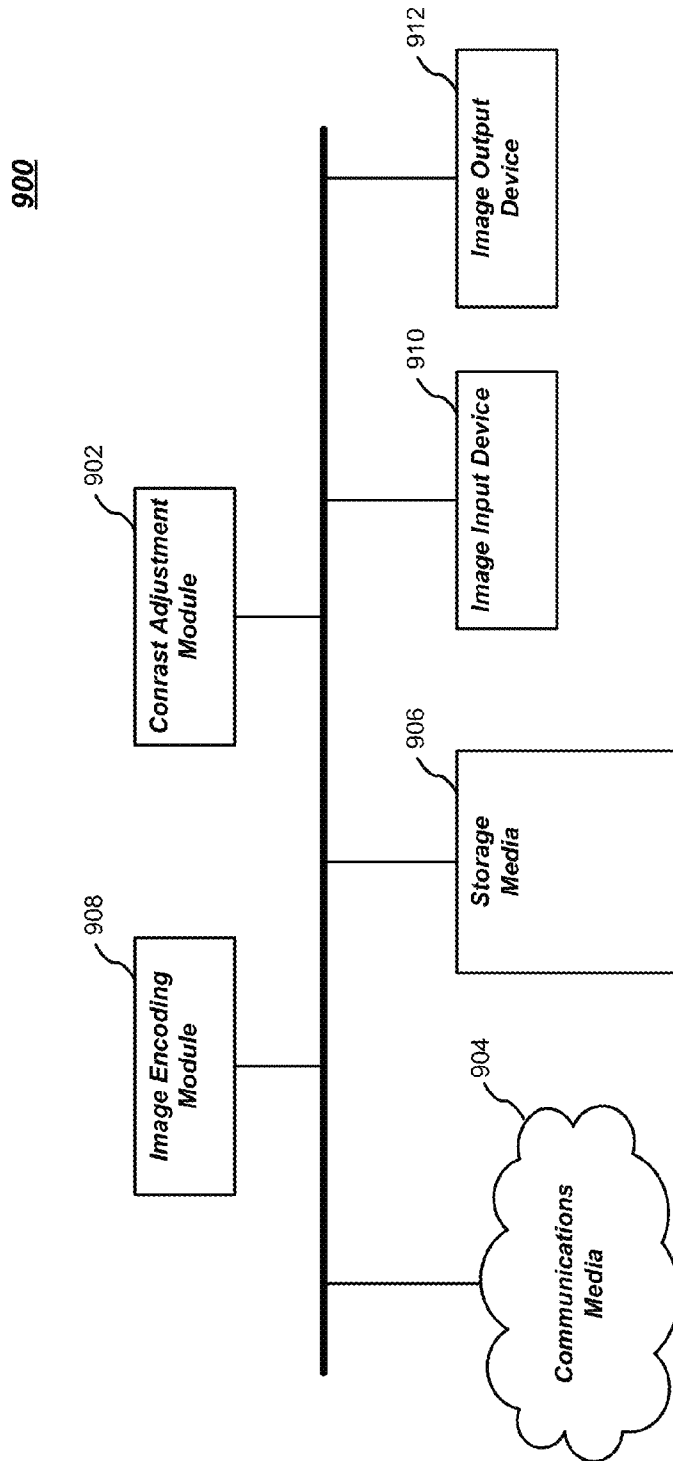 900
908
Image Encoding
Module
902
Conrast Adjustment
Module
904
Communications
Media
906
Storage
Media
910
Image Input Device
912
Image Output
Device